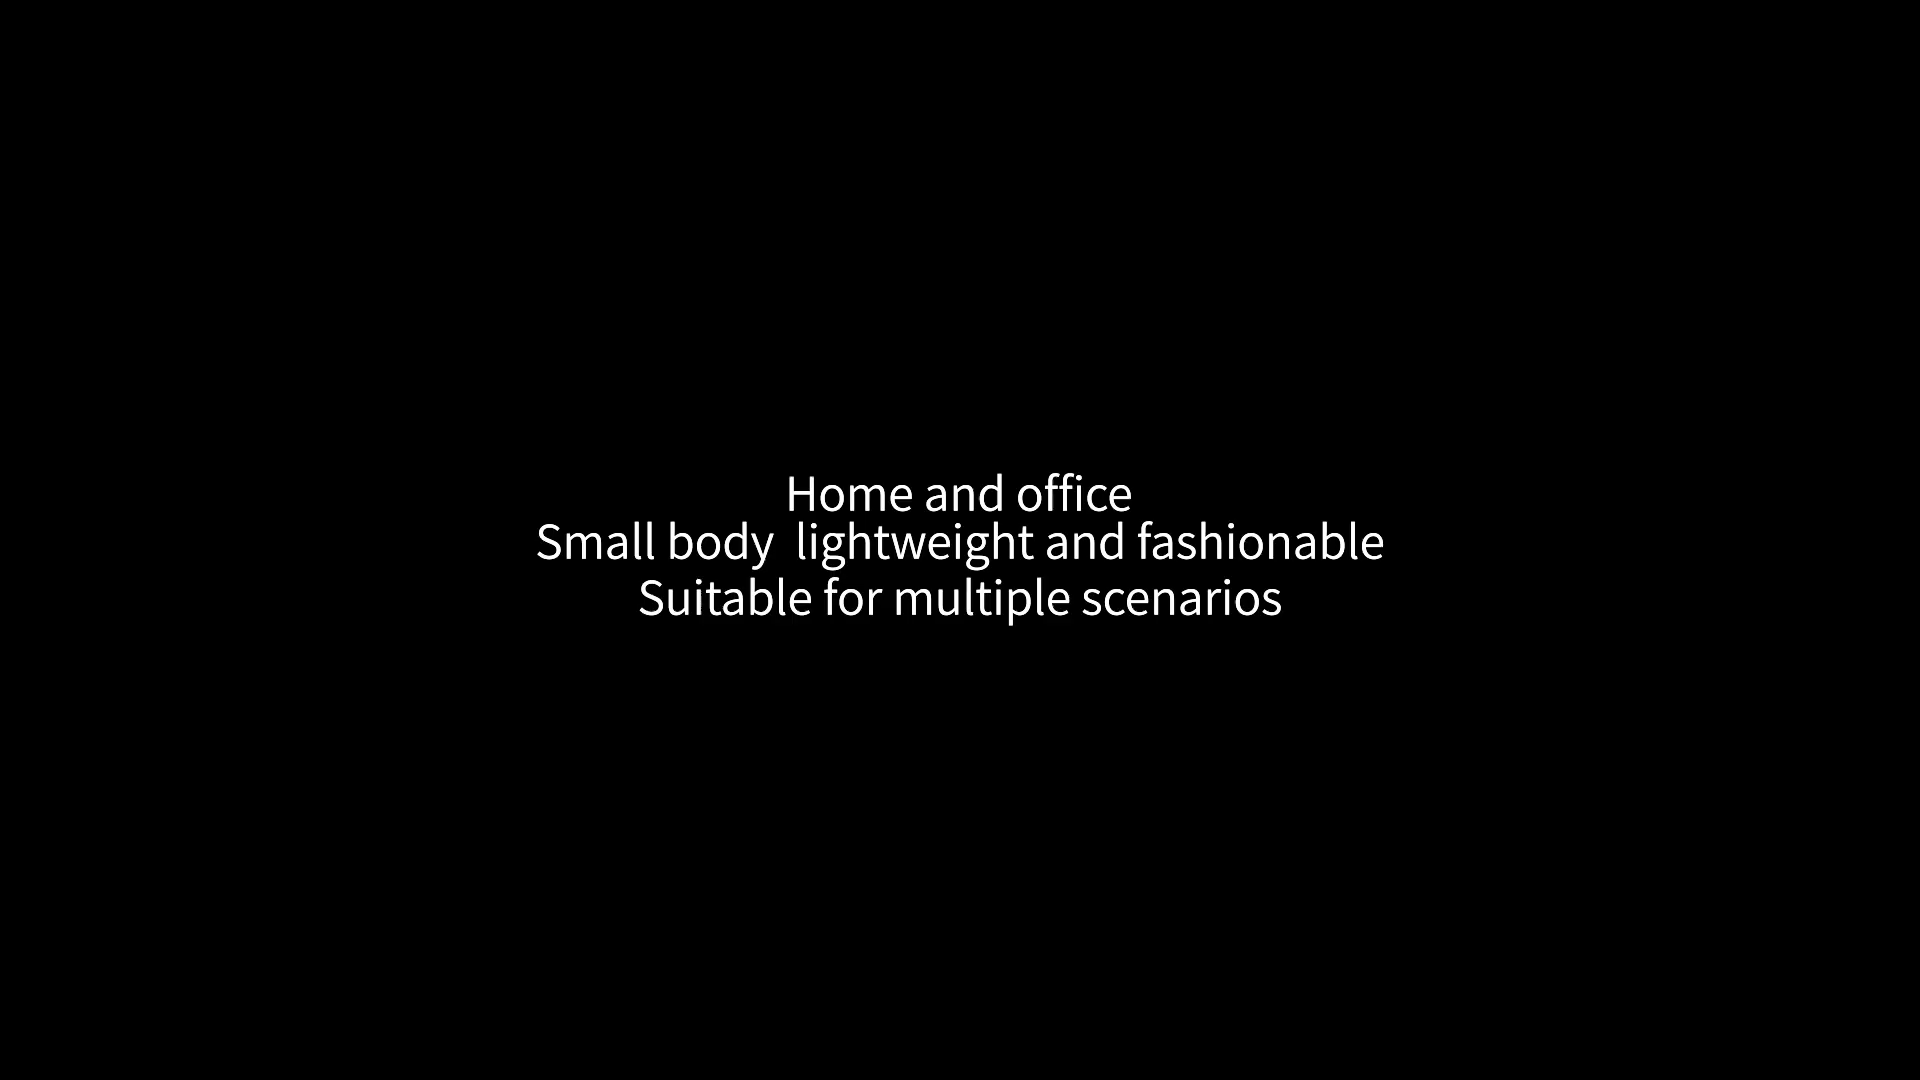 Home and office
Small body  lightweight and fashionable
Suitable for multiple scenarios